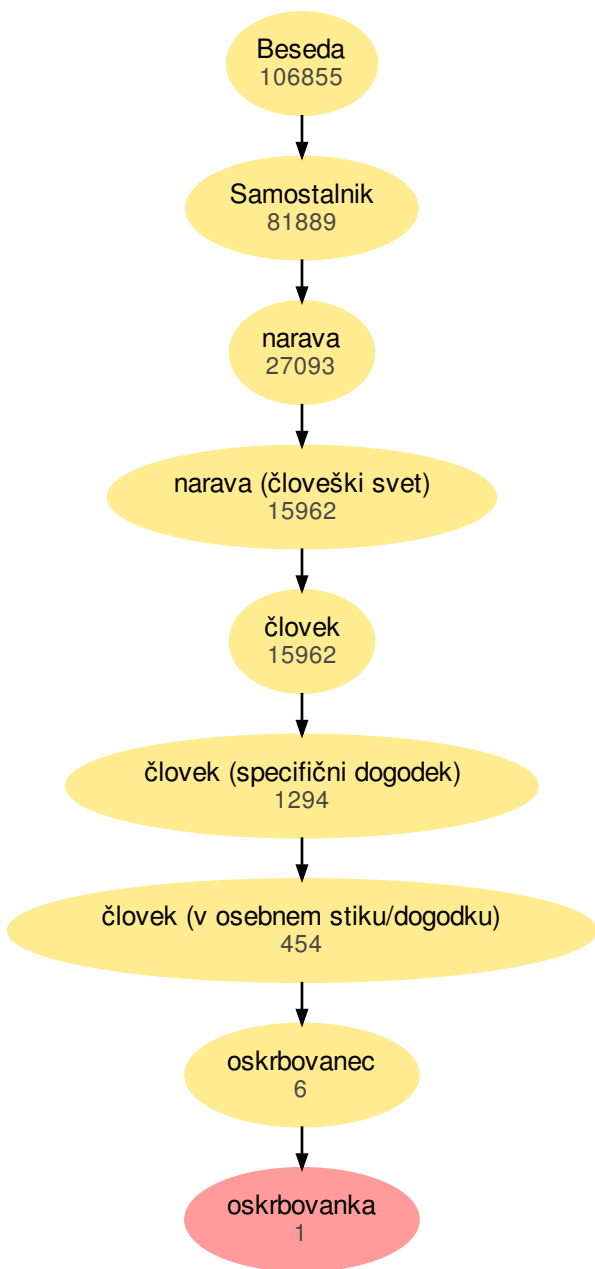 Beseda
106855
Samostalnik
81889
narava
27093
narava (človeški svet)
15962
človek
15962
človek (specifični dogodek)
1294
človek (v osebnem stiku/dogodku)
454
oskrbovanec
6
oskrbovanka
1